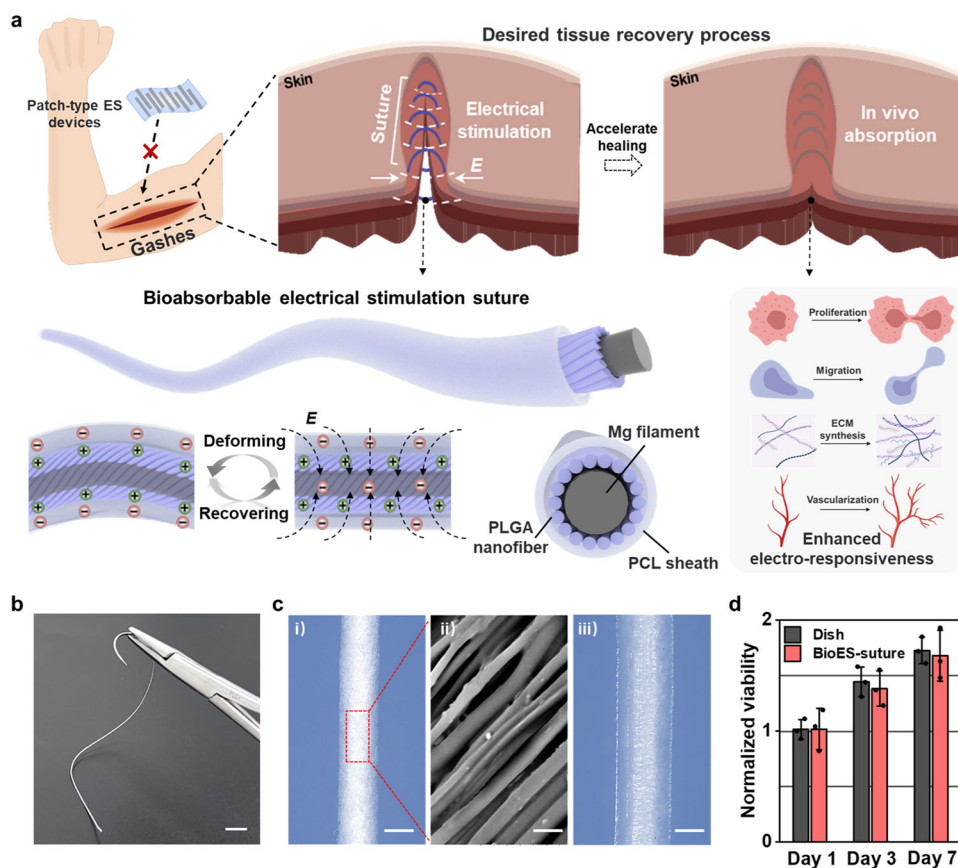 a
Desired tissue recovery process
Patch-type ES
devices
Gashes
Skin
Suture
Electrical
stimulation
E
Accelerate
healing
Skin
In vivo
absorption
Bioabsorbable electrical stimulation suture
Deforming
Recovering
E
Mg filament
PLGA
nanofiber
PCL sheath
Proliferation
Migration
ECM
synthesis
Vascularization
Enhanced
electro-responsiveness
b
c
i)
ii)
iii)
d
Normalized viability
2
1
0
Dish
BioES-suture
Day 1 Day 3 Day 7